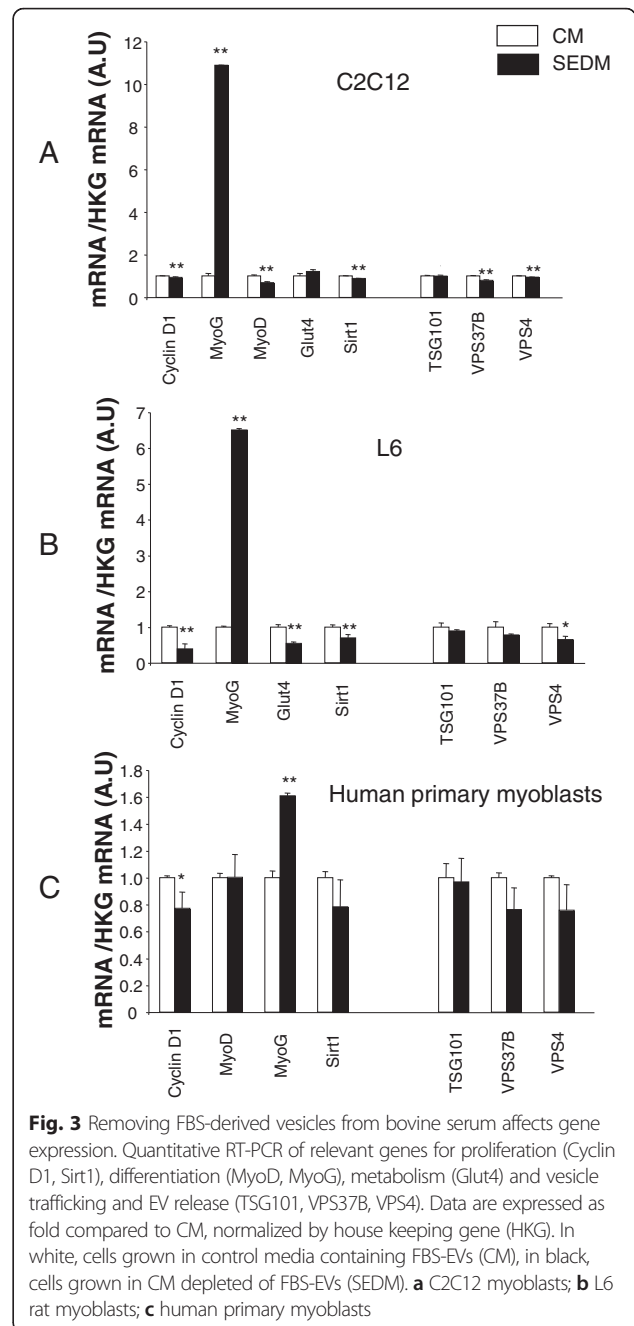 CM
SEDM
C2C12
A
mRNA /HKG mRNA (A.U)
12
10
8
6
4
2
0
** ** ** ** ** **
Cyclin D1
MyoG
MyoD
Glut4
Sirt1
TSG101
VPS37B
VPS4
L6
B
mRNA /HKG mRNA (A.U)
7
6
5
4
3
2
1
0
** ** ** ** *
Cyclin D1
MyoG
Glut4
Sirt1
TSG101
VPS37B
VPS4
Human primary myoblasts
C
mRNA /HKG mRNA (A.U)
1.8
1.6
1.4
1.2
1.0
0.8
0.6
0.4
0.2
0
* **
Cyclin D1
MyoD
MyoG
Sirt1
TSG101
VPS37B
VPS4
Fig. 3 Removing FBS-derived vesicles from bovine serum affects gene
expression. Quantitative RT-PCR of relevant genes for proliferation (Cyclin
D1, Sirt1), differentiation (MyoD, MyoG), metabolism (Glut4) and vesicle
trafficking and EV release (TSG101, VPS37B, VPS4). Data are expressed as
fold compared to CM, normalized by house keeping gene (HKG). In
white, cells grown in control media containing FBS-EVs (CM), in black,
cells grown in CM depleted of FBS-EVs (SEDM). a C2C12 myoblasts; b L6
rat myoblasts; c human primary myoblasts